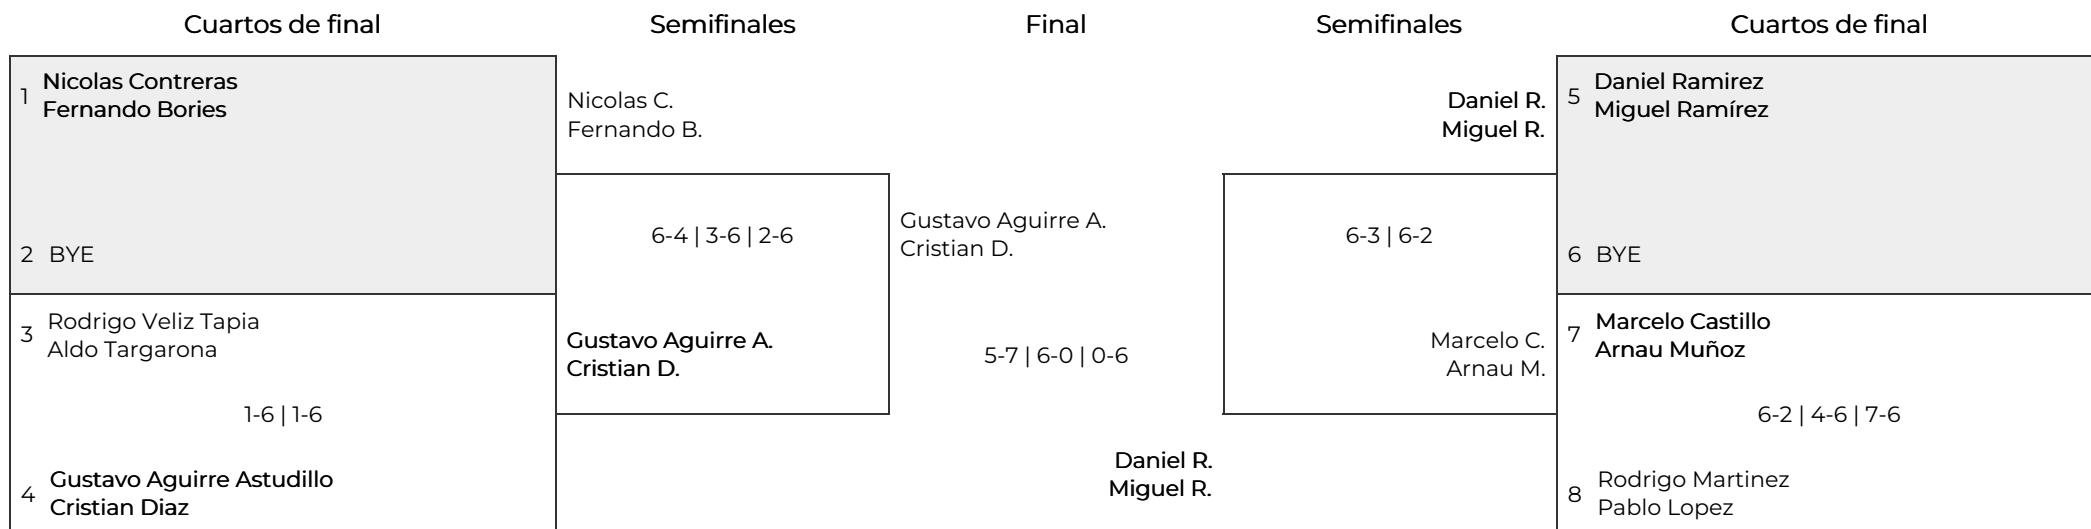 Cuartos de final
Semifinales
Final
Semifinales
Cuartos de final
1
Nicolas Contreras
Fernando Bories
2 BYE
3
Rodrigo Veliz Tapia
Aldo Targarona
1-6 | 1-6
4
Gustavo Aguirre Astudillo
Cristian Diaz
Nicolas C.
Fernando B.
6-4 | 3-6 | 2-6
Gustavo Aguirre A.
Cristian D.
Gustavo Aguirre A.
Cristian D.
5-7 | 6-0 | 0-6
Daniel R.
Miguel R.
Daniel R.
Miguel R.
6-3 | 6-2
Marcelo C.
Arnau M.
5
Daniel Ramirez
Miguel Ramírez
6 BYE
7
Marcelo Castillo
Arnau Muñoz
6-2 | 4-6 | 7-6
8
Rodrigo Martinez
Pablo Lopez